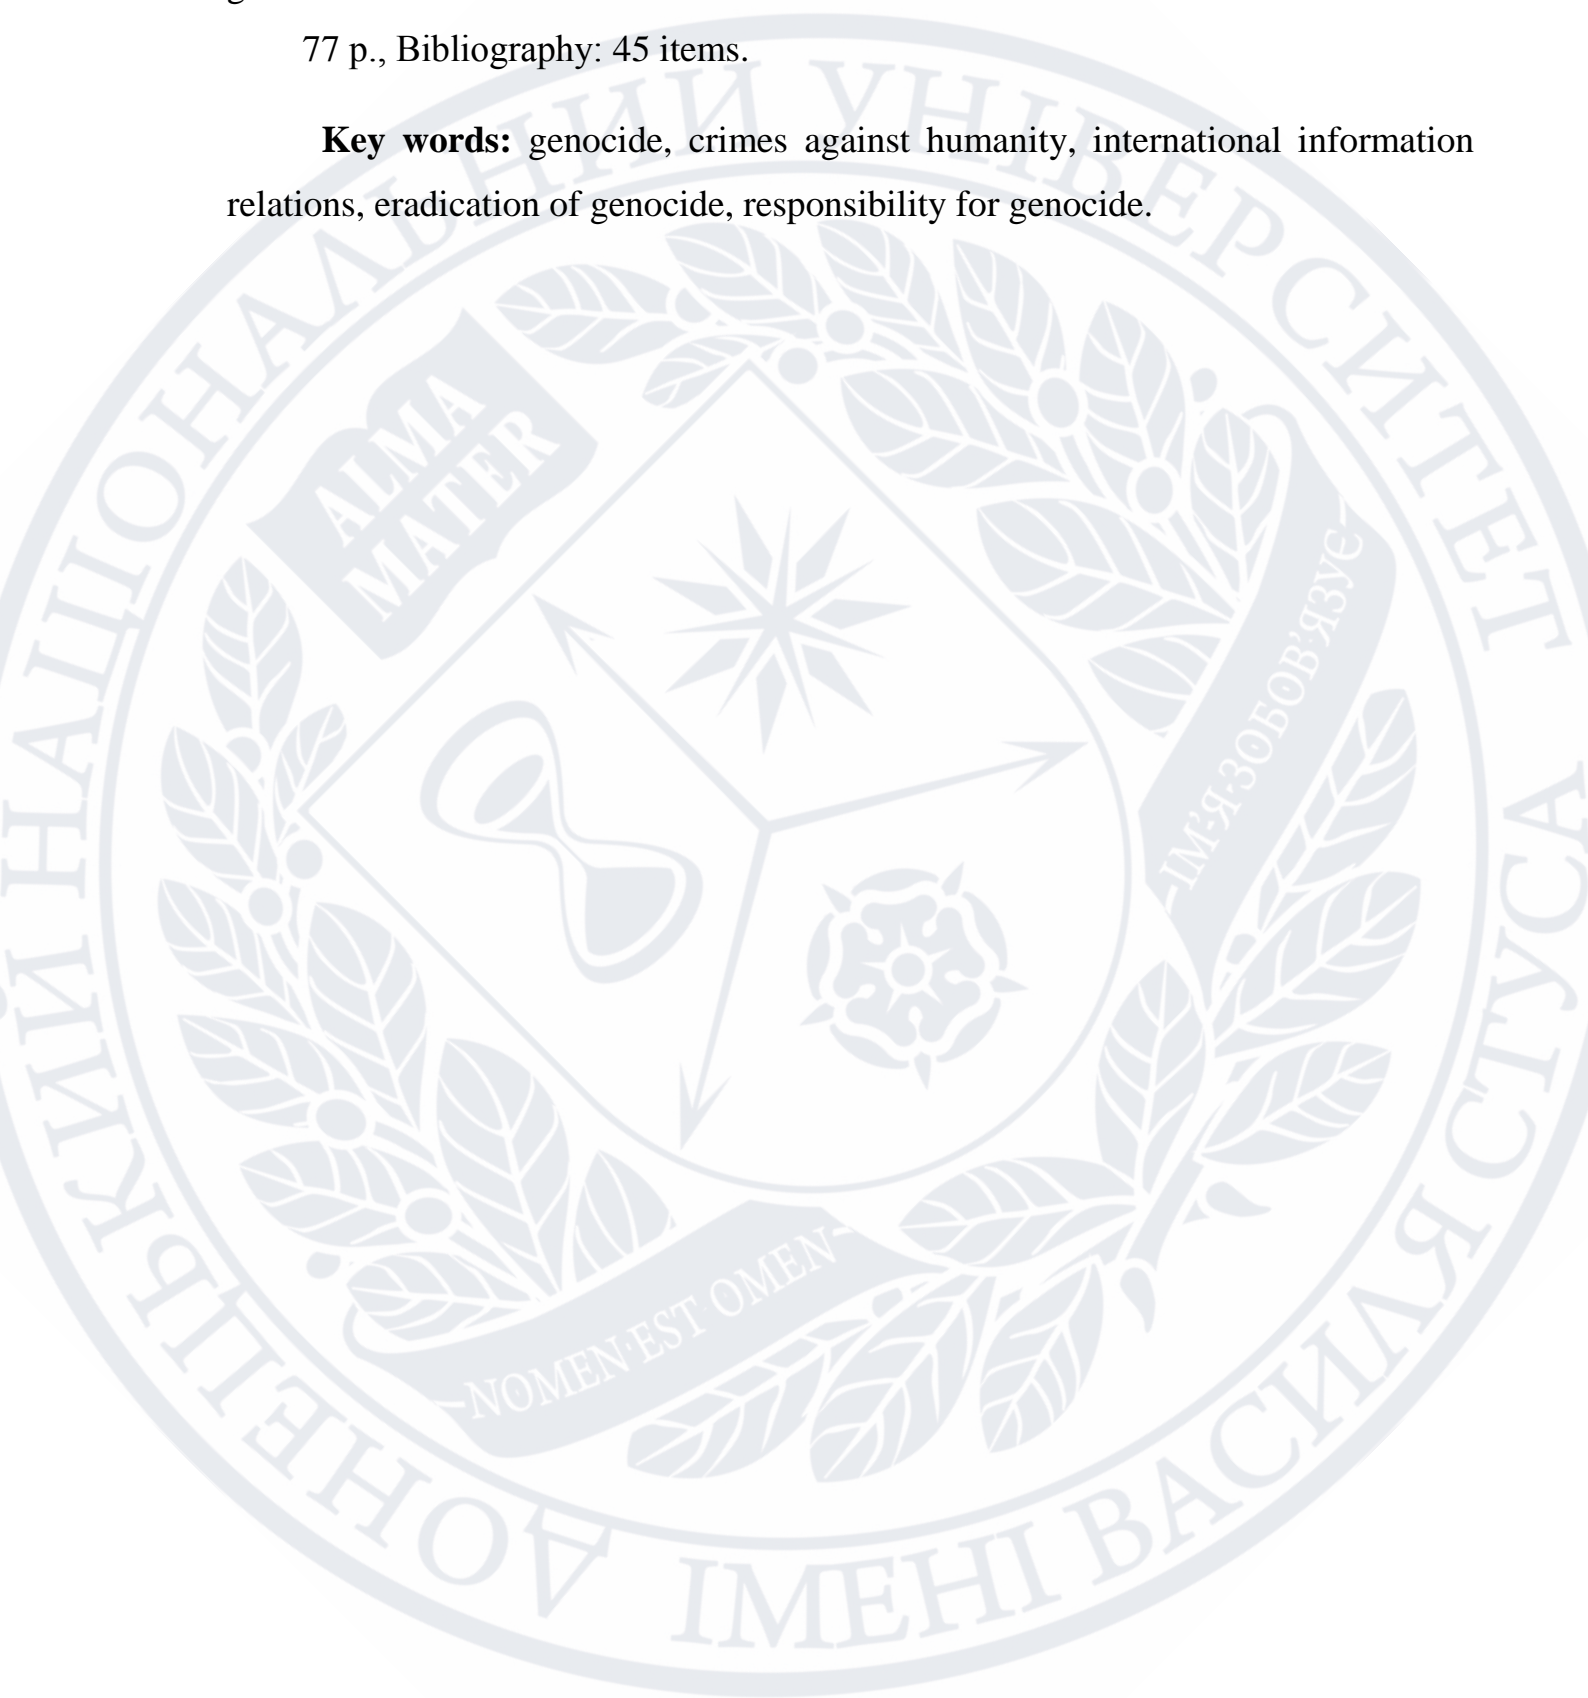 77 p., Bibliography: 45 items.
Key words: genocide, crimes against humanity, international information
relations, eradication of genocide, responsibility for genocide.
ДОНЕЦЬКИЙ НАЦІОНАЛЬНИЙ УНІВЕРСИТЕТ
ІМЕНІ ВАСИЛЯ СТУСА
ALMA
MATER
ІМ'Я·ЗОБОВ'ЯЗУЄ
NOMEN·EST·OMEN